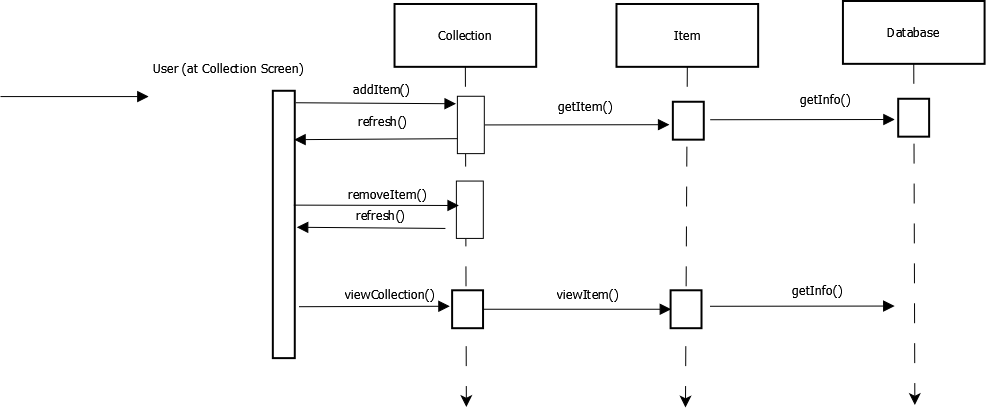 Collection
Item
Database
User (at Collection Screen)
addItem()
getItem()
getInfo()
refresh()
removeItem()
refresh()
viewCollection()
viewItem()
getInfo()